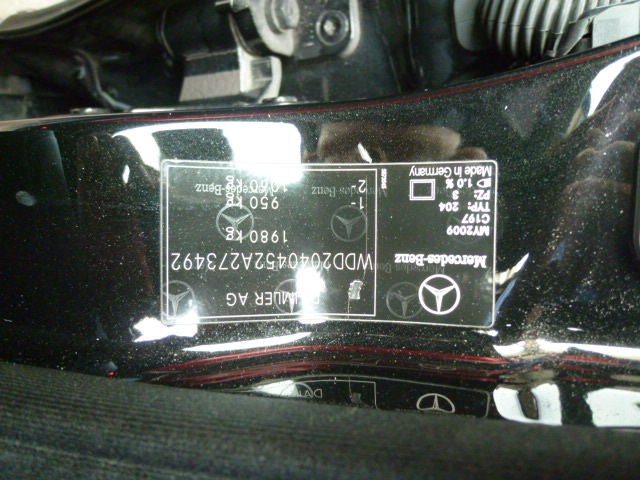 Mercedes-Benz
MY2009
C197
TYP: 204
PZ: 3
1.0 %
Made in Germany
DAIMLER AG
WDD2040452A273492
1980 kg
1- 950 kg
2- 1050 kg